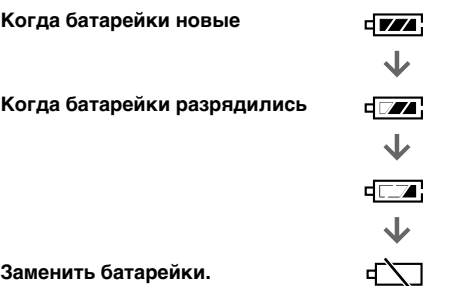 Когда батарейки новые
Когда батарейки разрядились
Заменить батарейки.